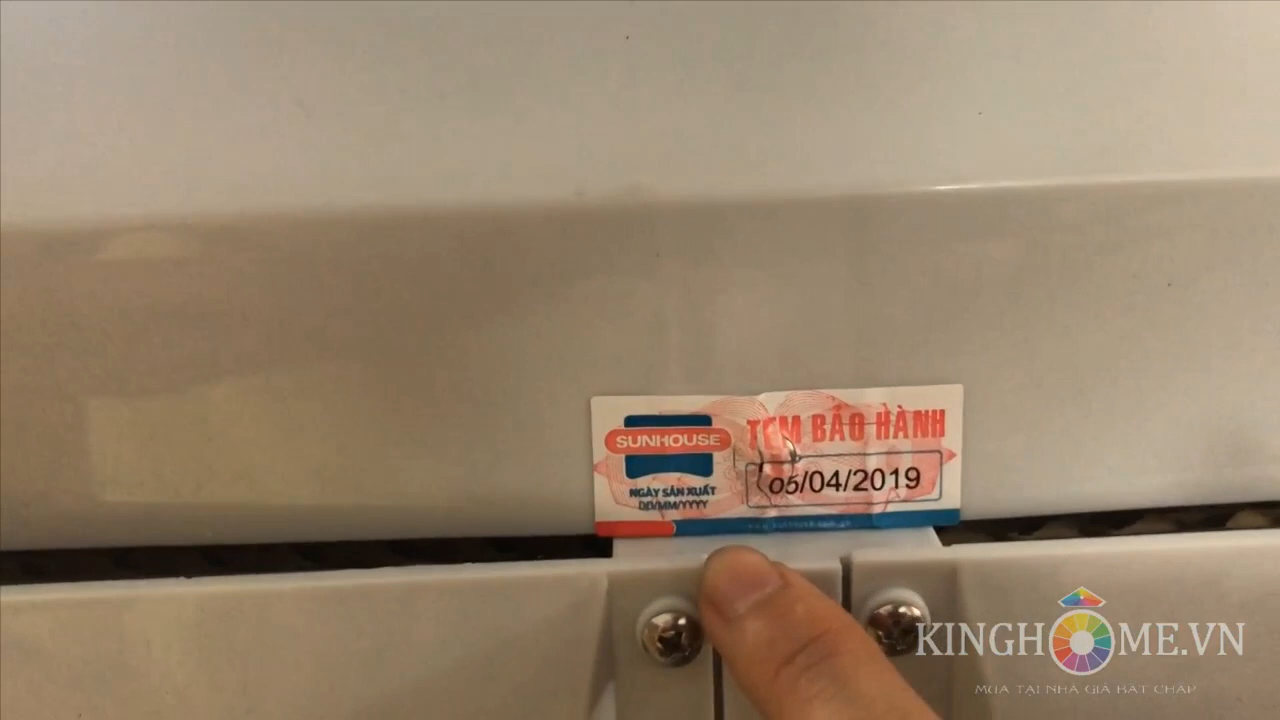 SUNHOUSE
TEM BẢO HÀNH
NGÀY SẢN XUẤT
DD/MM/YYYY
05/04/2019
KINGHOME.VN
MUA TẠI NHÀ GIÁ BẤT CHẤP